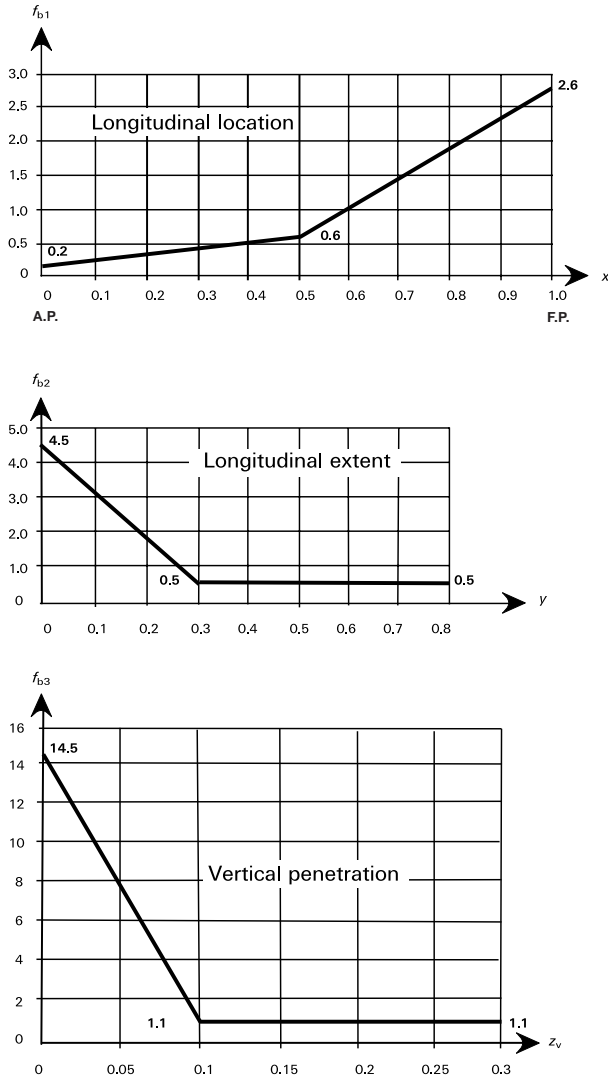 f_b1
3.0
2.6
2.5
Longitudinal location
2.0
1.5
1.0
0.5
0.2
0.6
0
0 0.1 0.2 0.3 0.4 0.5 0.6 0.7 0.8 0.9 1.0
x
A.P. F.P.
f_b2
5.0
4.5
4.0
Longitudinal extent
3.0
2.0
1.0
0.5 0.5
0
y
0 0.1 0.2 0.3 0.4 0.5 0.6 0.7 0.8
f_b3
16
14.5
14
12
10
8
Vertical penetration
6
4
2
1.1 1.1
0
z_v
0 0.05 0.1 0.15 0.2 0.25 0.3